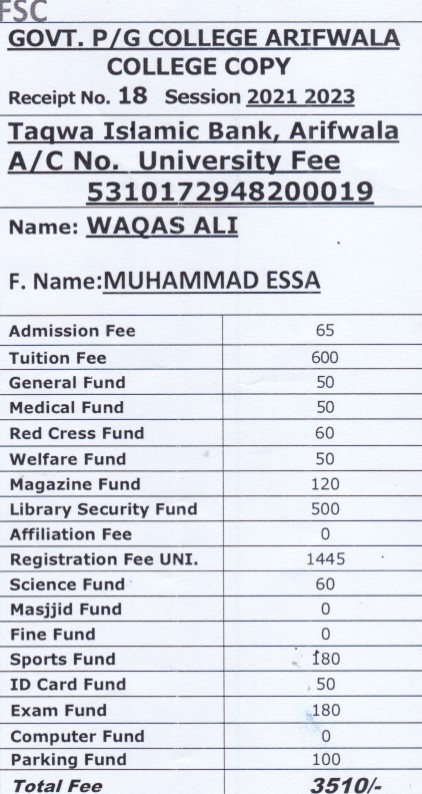 FSC
GOVT. P/G COLLEGE ARIFWALA
COLLEGE COPY
Receipt No. 18 Session 2021 2023
Taqwa Islamic Bank, Arifwala
A/C No. University Fee
5310172948200019
Name: WAQAS ALI
F. Name:MUHAMMAD ESSA
Admission Fee 65
Tuition Fee 600
General Fund 50
Medical Fund 50
Red Cress Fund 60
Welfare Fund 50
Magazine Fund 120
Library Security Fund 500
Affiliation Fee 0
Registration Fee UNI. 1445
Science Fund 60
Masjjid Fund 0
Fine Fund 0
Sports Fund 180
ID Card Fund 50
Exam Fund 180
Computer Fund 0
Parking Fund 100
Total Fee 3510/-